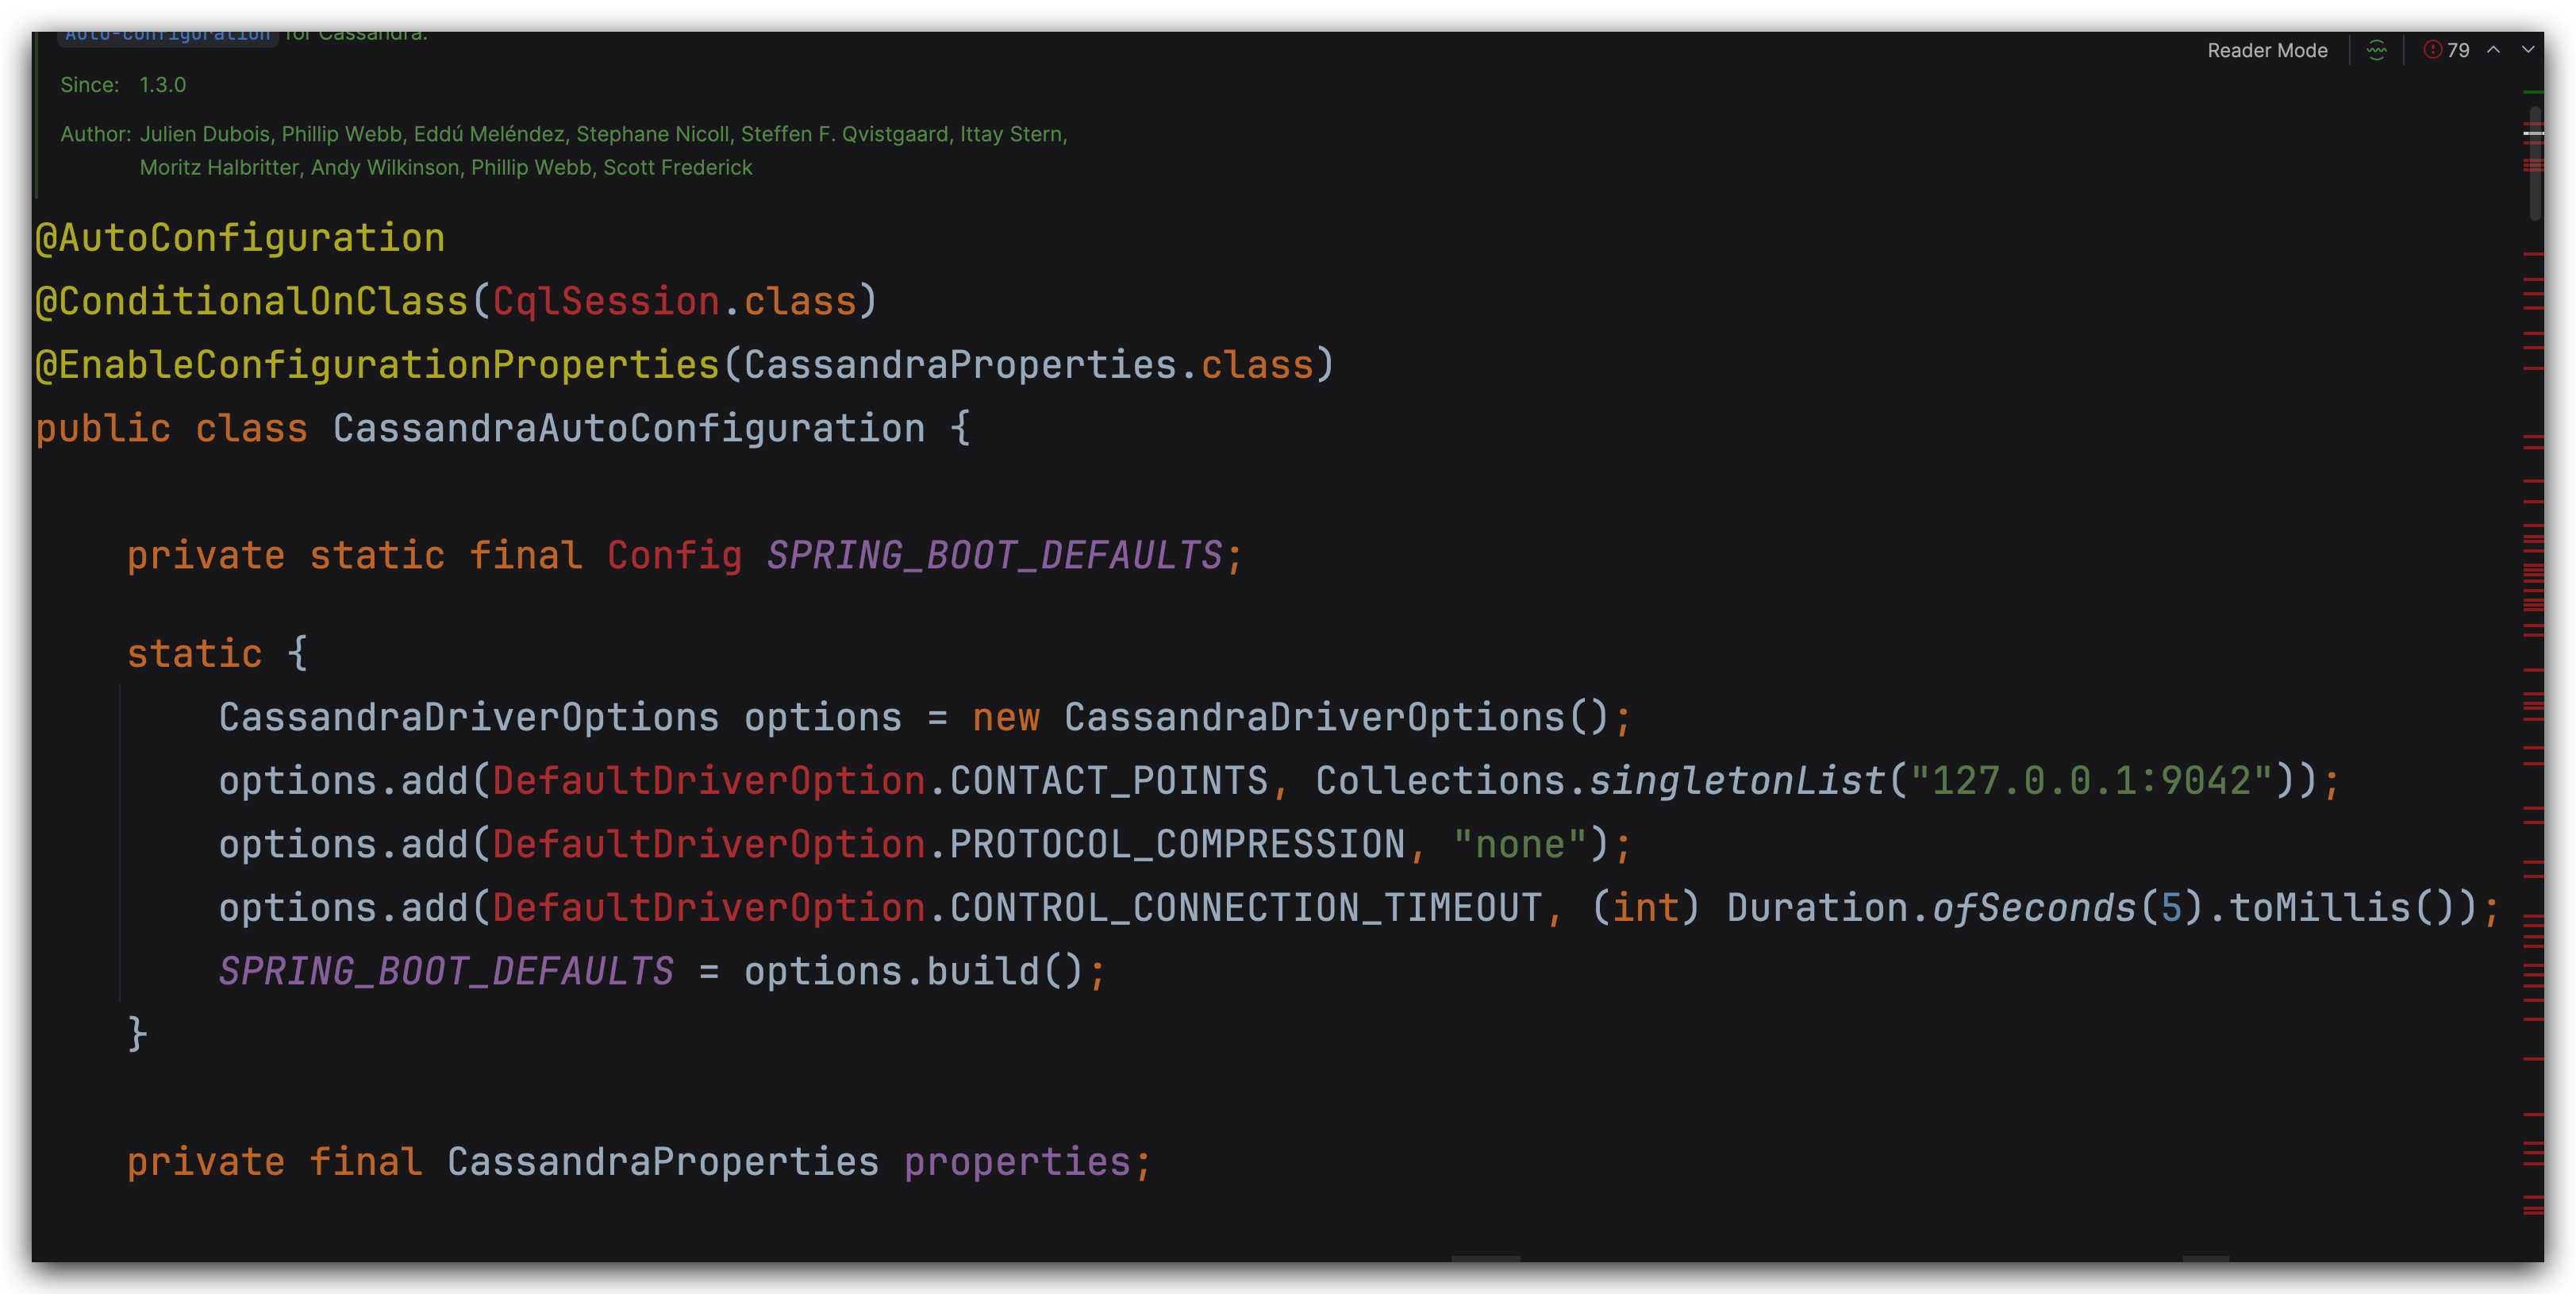 Auto-configuration for Cassandra.
Reader Mode 79
Since: 1.3.0
Author: Julien Dubois, Phillip Webb, Eddú Meléndez, Stephane Nicoll, Steffen F. Qvistgaard, Ittay Stern,
Moritz Halbritter, Andy Wilkinson, Phillip Webb, Scott Frederick
@AutoConfiguration
@ConditionalOnClass(CqlSession.class)
@EnableConfigurationProperties(CassandraProperties.class)
public class CassandraAutoConfiguration {
private static final Config SPRING_BOOT_DEFAULTS;
static {
CassandraDriverOptions options = new CassandraDriverOptions();
options.add(DefaultDriverOption.CONTACT_POINTS, Collections.singletonList("127.0.0.1:9042"));
options.add(DefaultDriverOption.PROTOCOL_COMPRESSION, "none");
options.add(DefaultDriverOption.CONTROL_CONNECTION_TIMEOUT, (int) Duration.ofSeconds(5).toMillis());
SPRING_BOOT_DEFAULTS = options.build();
}
private final CassandraProperties properties;